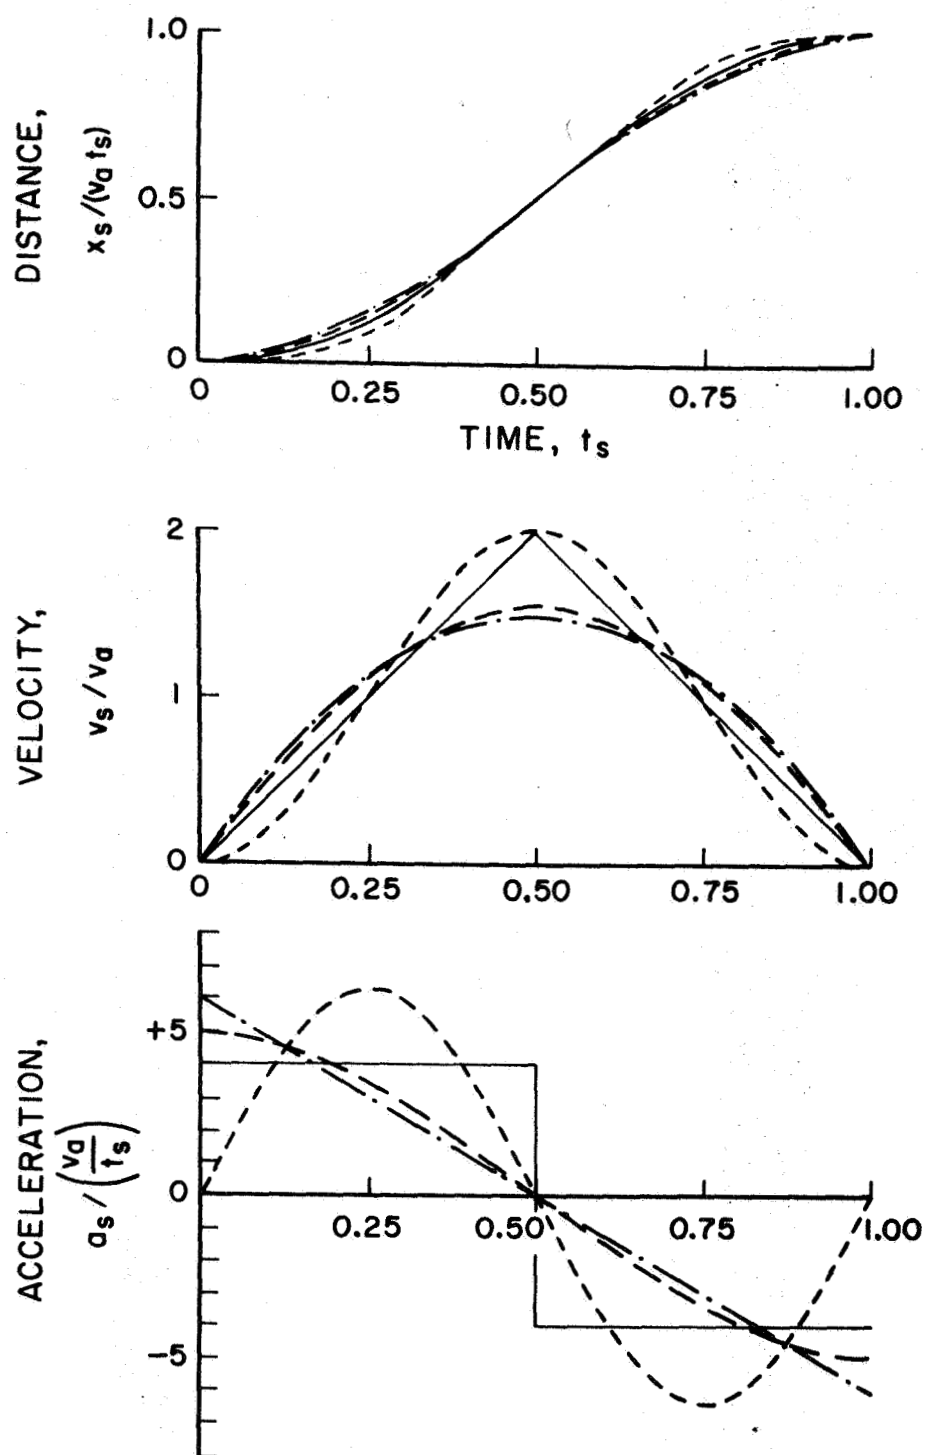 DISTANCE,
xs/(va ts)
1.0
0.5
0
0 0.25 0.50 0.75 1.00
TIME, ts
VELOCITY,
vs/va
2
1
0
0 0.25 0.50 0.75 1.00
ACCELERATION,
as/(va/ts)
+5
0
0.25 0.50 0.75 1.00
-5